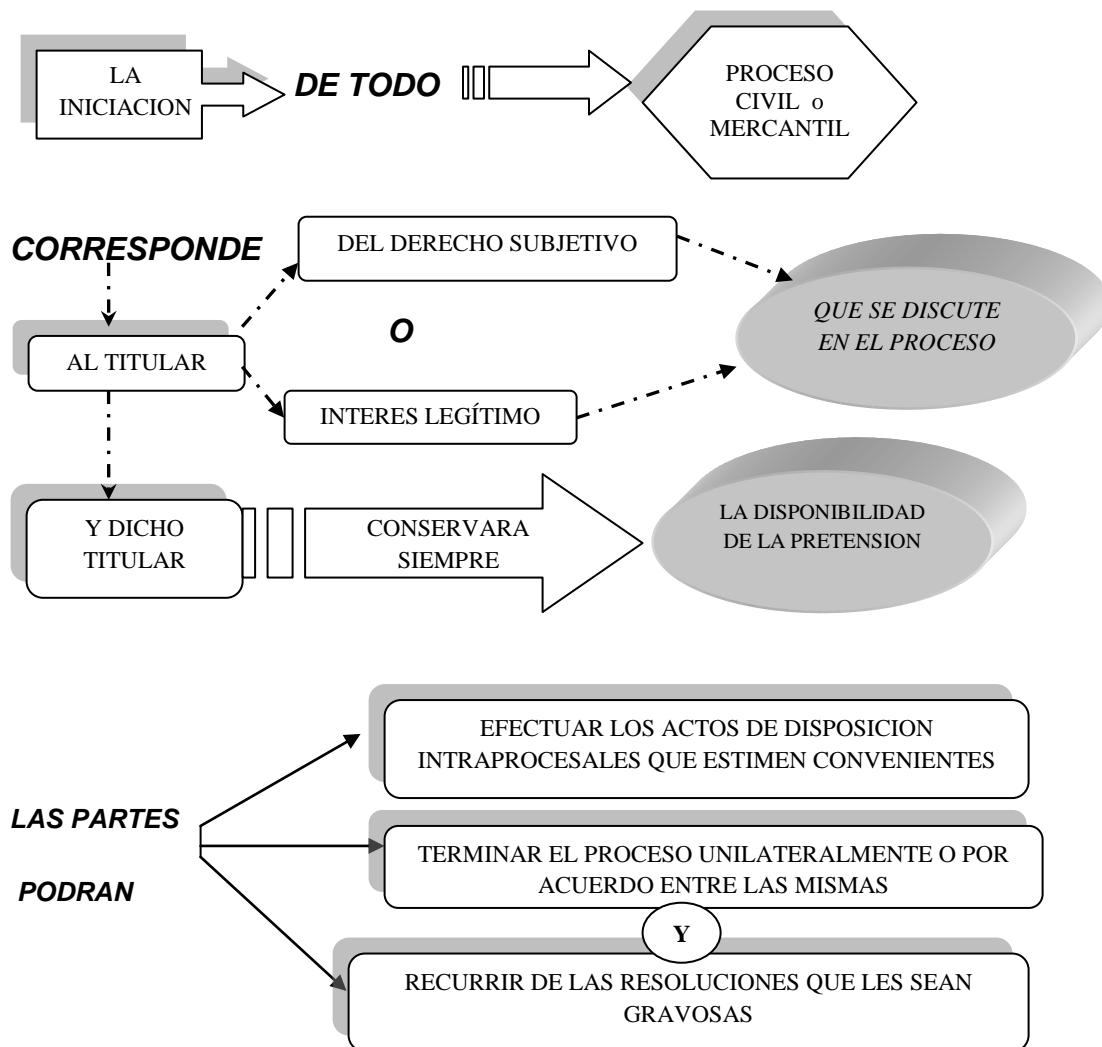 LA
INICIACION
DE TODO
PROCESO
CIVIL o
MERCANTIL
CORRESPONDE
DEL DERECHO SUBJETIVO
O
QUE SE DISCUTE
EN EL PROCESO
AL TITULAR
INTERES LEGÍTIMO
Y DICHO
TITULAR
CONSERVARA
SIEMPRE
LA DISPONIBILIDAD
DE LA PRETENSION
LAS PARTES
PODRAN
EFECTUAR LOS ACTOS DE DISPOSICION
INTRAPROCESALES QUE ESTIMEN CONVENIENTES
TERMINAR EL PROCESO UNILATERALMENTE O POR
ACUERDO ENTRE LAS MISMAS
Y
RECURRIR DE LAS RESOLUCIONES QUE LES SEAN
GRAVOSAS